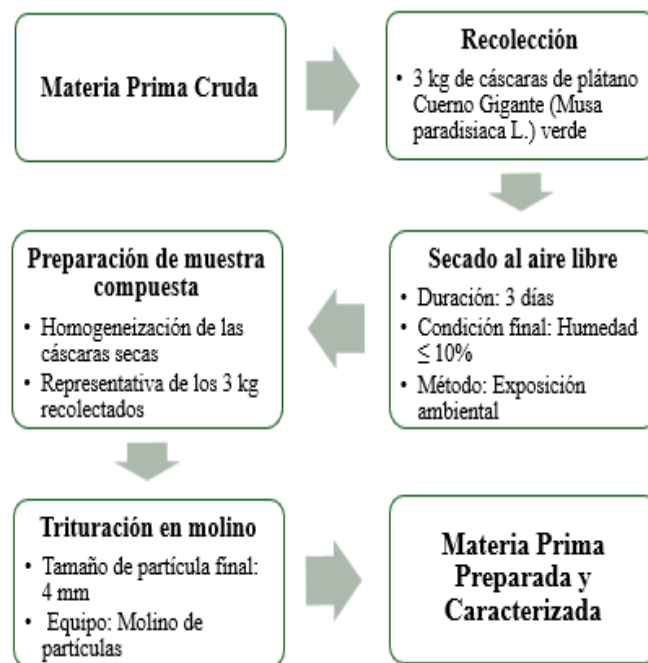 Materia Prima Cruda
Recolección
• 3 kg de cáscaras de plátano
Cuerno Gigante (Musa
paradisiaca L.) verde
Secado al aire libre
• Duración: 3 días
• Condición final: Humedad
≤ 10%
• Método: Exposición
ambiental
Preparación de muestra
compuesta
• Homogeneización de las
cáscaras secas
• Representativa de los 3 kg
recolectados
Trituración en molino
• Tamaño de partícula final:
4 mm
• Equipo: Molino de
partículas
Materia Prima
Preparada y
Caracterizada